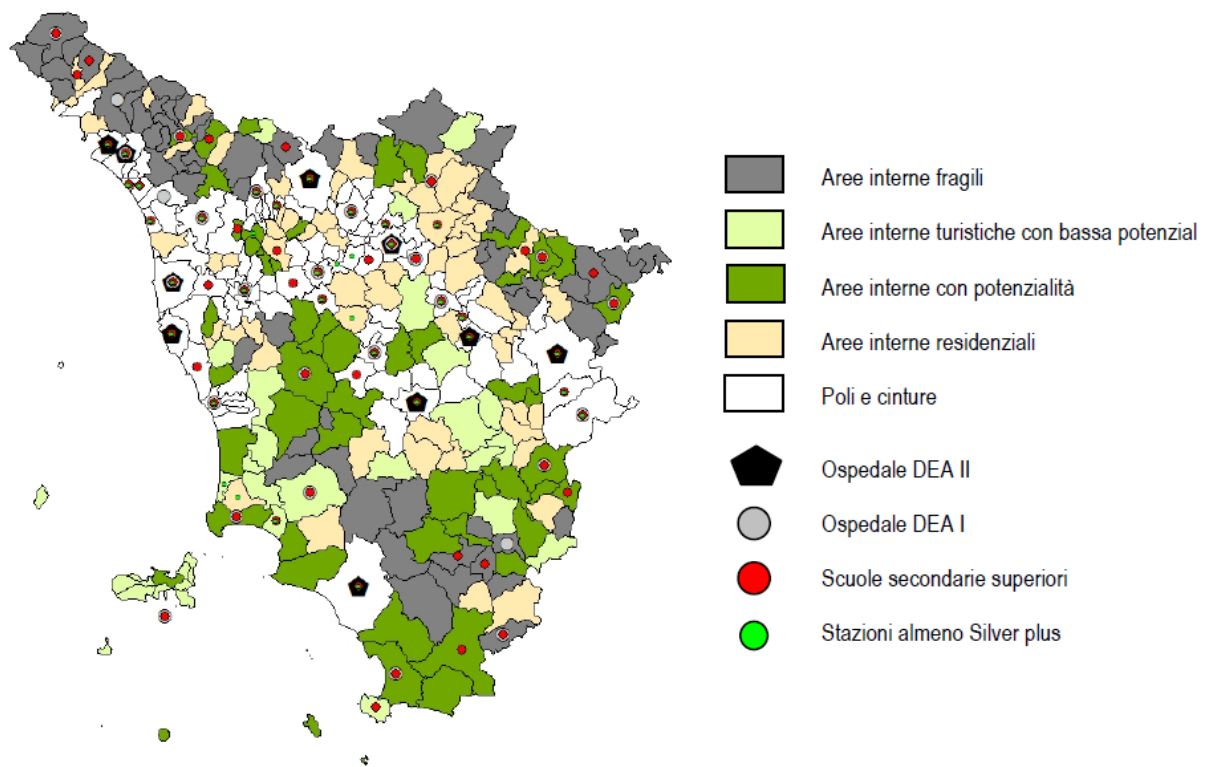 Aree interne fragili
Aree interne turistiche con bassa potenzial
Aree interne con potenzialità
Aree interne residenziali
Poli e cinture
Ospedale DEA II
Ospedale DEA I
Scuole secondarie superiori
Stazioni almeno Silver plus